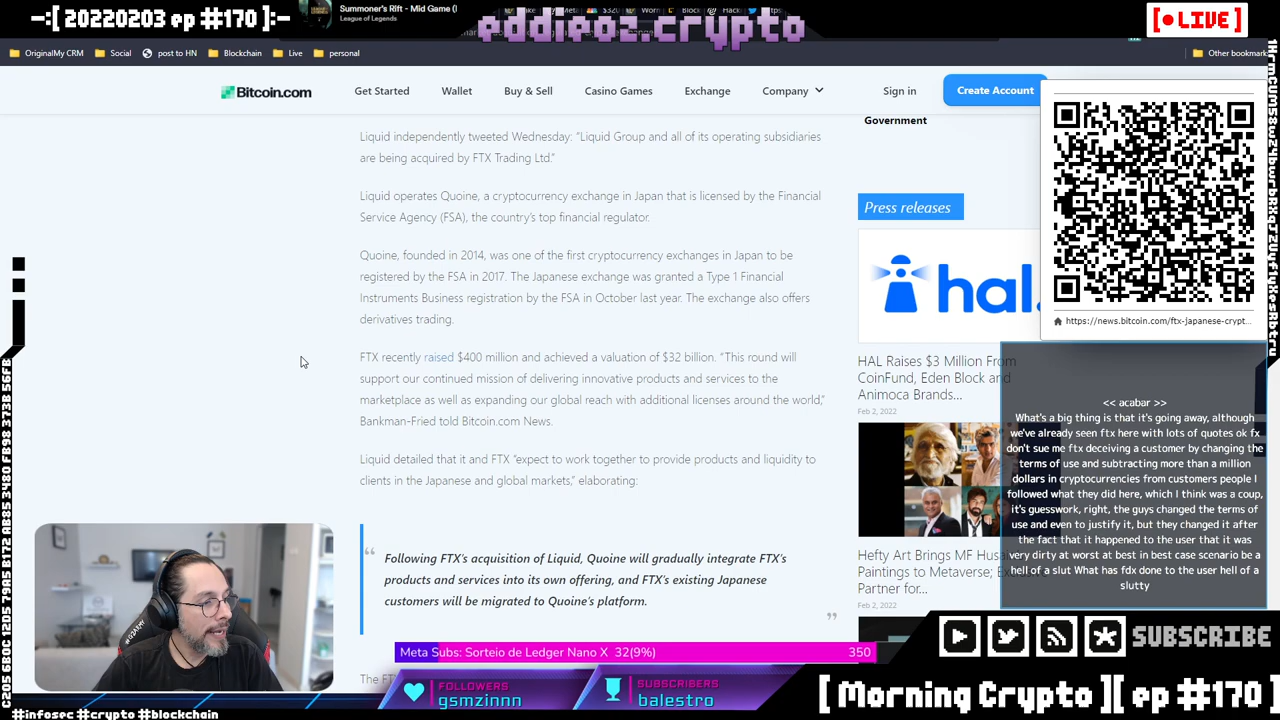 -:[ 20220203 ep #170 ]:-
Summoner's Rift - Mid Game (
League of Legends
eddieoz.crypto
[•LIVE]
OriginalMy CRM
Social
post to HN
Blockchain
Live
personal
Other bookmark
Bitcoin.com
Get Started
Wallet
Buy & Sell
Casino Games
Exchange
Company
Sign in
Create Account
Government
Liquid independently tweeted Wednesday: “Liquid Group and all of its operating subsidiaries
are being acquired by FTX Trading Ltd.”
Liquid operates Quoine, a cryptocurrency exchange in Japan that is licensed by the Financial
Service Agency (FSA), the country’s top financial regulator.
Quoine, founded in 2014, was one of the first cryptocurrency exchanges in Japan to be
registered by the FSA in 2017. The Japanese exchange was granted a Type 1 Financial
Instruments Business registration by the FSA in October last year. The exchange also offers
derivatives trading.
FTX recently raised $400 million and achieved a valuation of $32 billion. “This round will
support our continued mission of delivering innovative products and services to the
marketplace as well as expanding our global reach with additional licenses around the world,”
Bankman-Fried told Bitcoin.com News.
Liquid detailed that it and FTX “expect to work together to provide products and liquidity to
clients in the Japanese and global markets,” elaborating:
Following FTX’s acquisition of Liquid, Quoine will gradually integrate FTX’s
products and services into its own offering, and FTX’s existing Japanese
customers will be migrated to Quoine’s platform.
The FT
Press releases
hal.
HAL Raises $3 Million From
CoinFund, Eden Block and
Animoca Brands...
Feb 2, 2022
Hefty Art Brings MF Husain
Paintings to Metaverse; Exclusive
Partner for...
Feb 2, 2022
https://news.bitcoin.com/ftx-japanese-crypt...
<< acabar >>
What's a big thing is that it's going away, although
we've already seen ftx here with lots of quotes ok fx
don't sue me ftx deceiving a customer by changing the
terms of use and subtracting more than a million
dollars in cryptocurrencies from customers people I
followed what they did here, which I think was a coup,
it's guesswork, right, the guys changed the terms of
use and even to justify it, but they changed it after
the fact that it happened to the user that it was
very dirty at worst at best in best case scenario be a
hell of a slut What has fdx done to the user hell of a
slutty
Meta Subs: Sorteio de Ledger Nano X 32(9%)
350
FOLLOWERS
gsmzinnn
SUBSCRIBERS
balestro
SUBSCRIBE
[ Morning Crypto ][ ep #170 ]
#infosec #crypto #blockchain